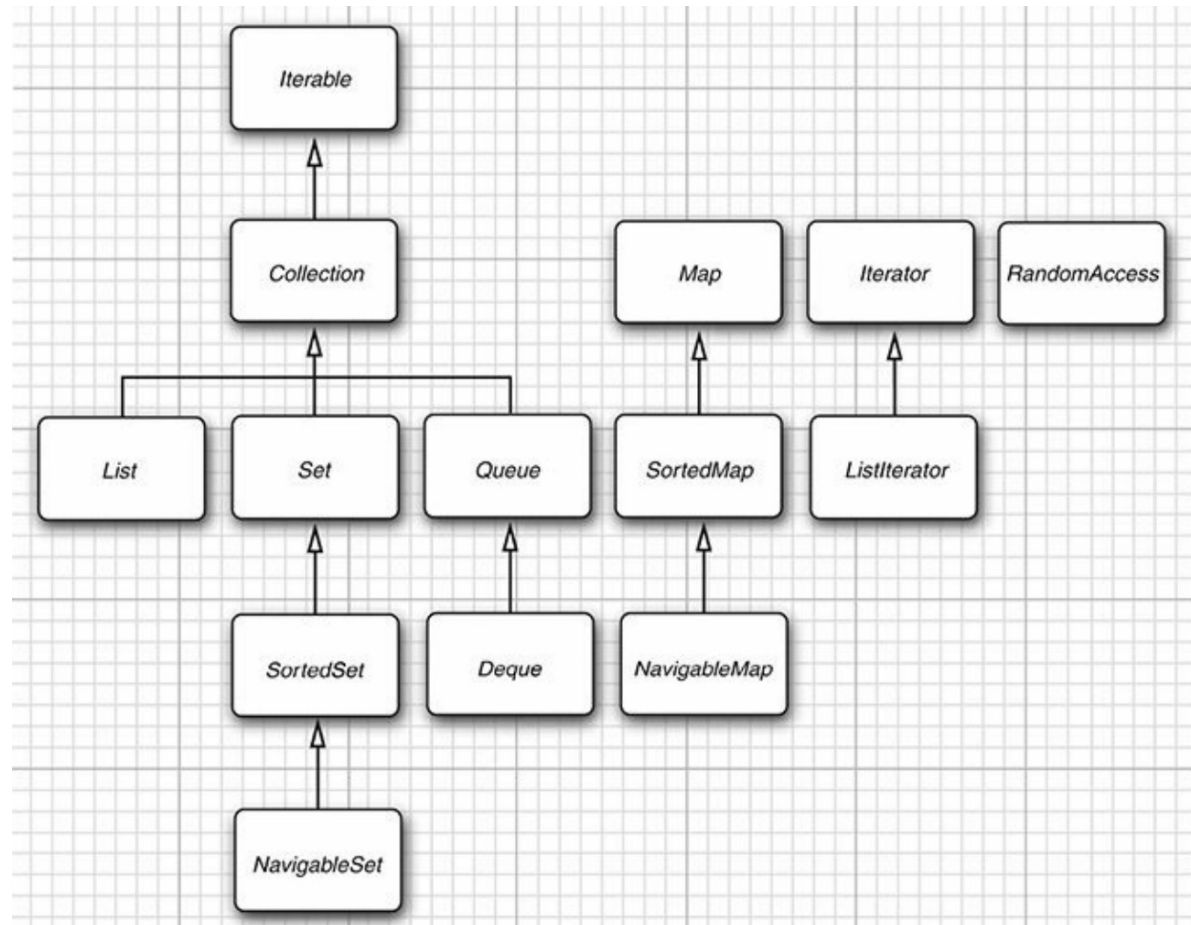 Iterable
Collection
Map
Iterator
RandomAccess
List
Set
Queue
SortedMap
ListIterator
SortedSet
Deque
NavigableMap
NavigableSet